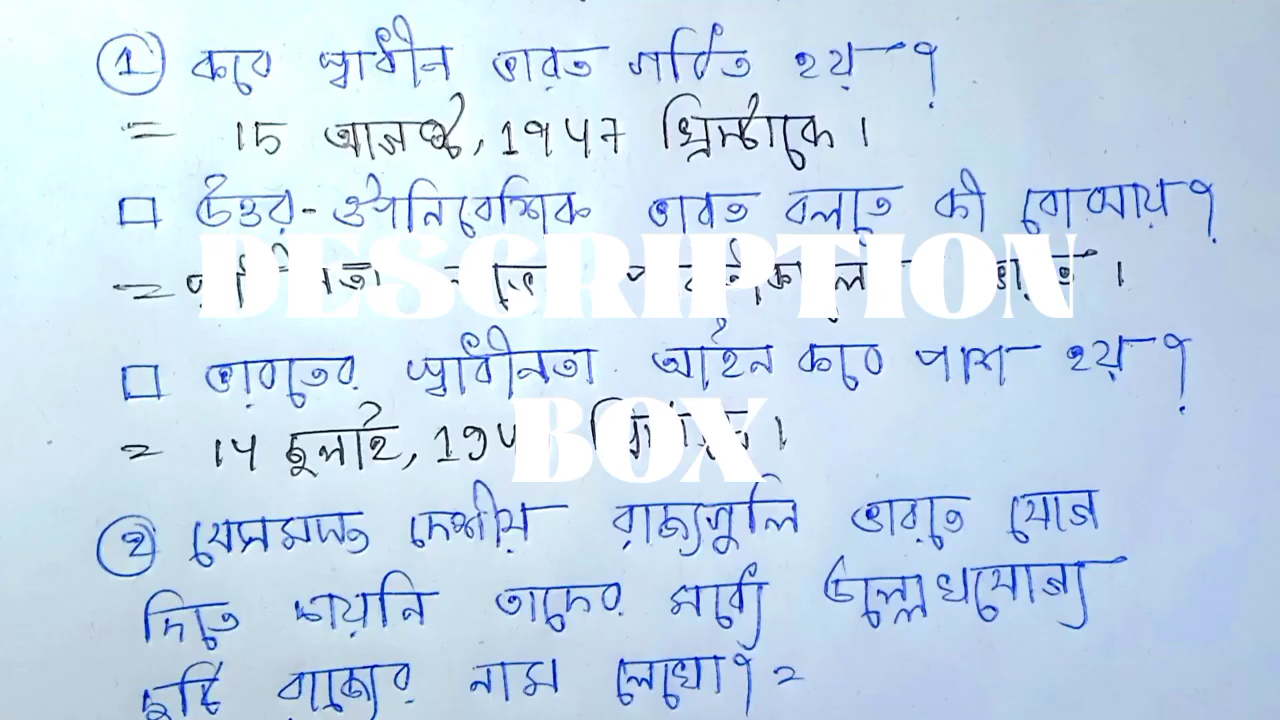 ① কবে স্বাধীন ভারত গঠিত হয়?
= 15 আগস্ট, 1947 খ্রিস্টাব্দে।
□ উত্তর-ঔপনিবেশিক ভারত বলতে কী বোঝায়?
DESCRIPTION
□ ভারতের স্বাধীনতা আইন কবে পাশ হয়?
= 14 জুলাই,
BOX
② যেসমস্ত দেশীয় রাজ্যগুলি ভারতে যোগ
দিতে চায়নি তাদের মধ্যে উল্লেখযোগ্য
দুটি রাজ্যের নাম লেখো? =